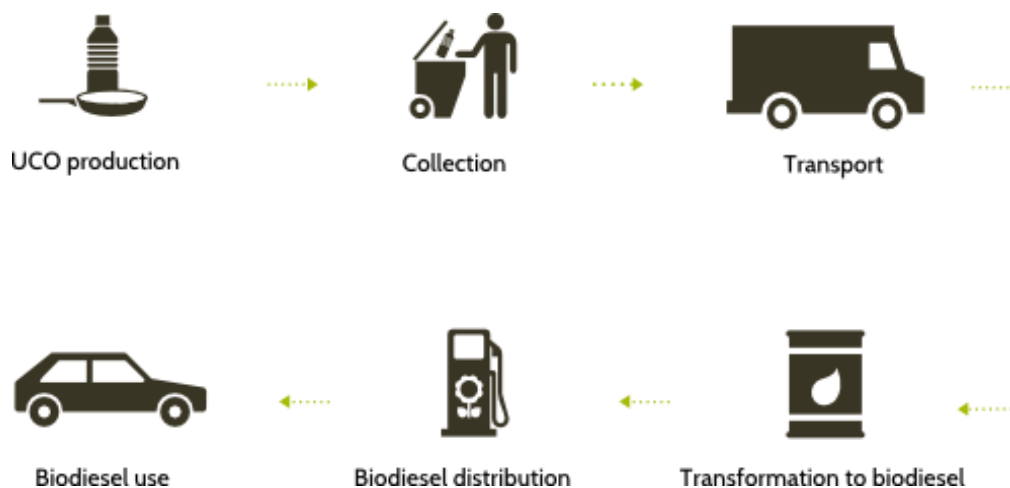 UCO production
Collection
Transport
Biodiesel use
Biodiesel distribution
Transformation to biodiesel